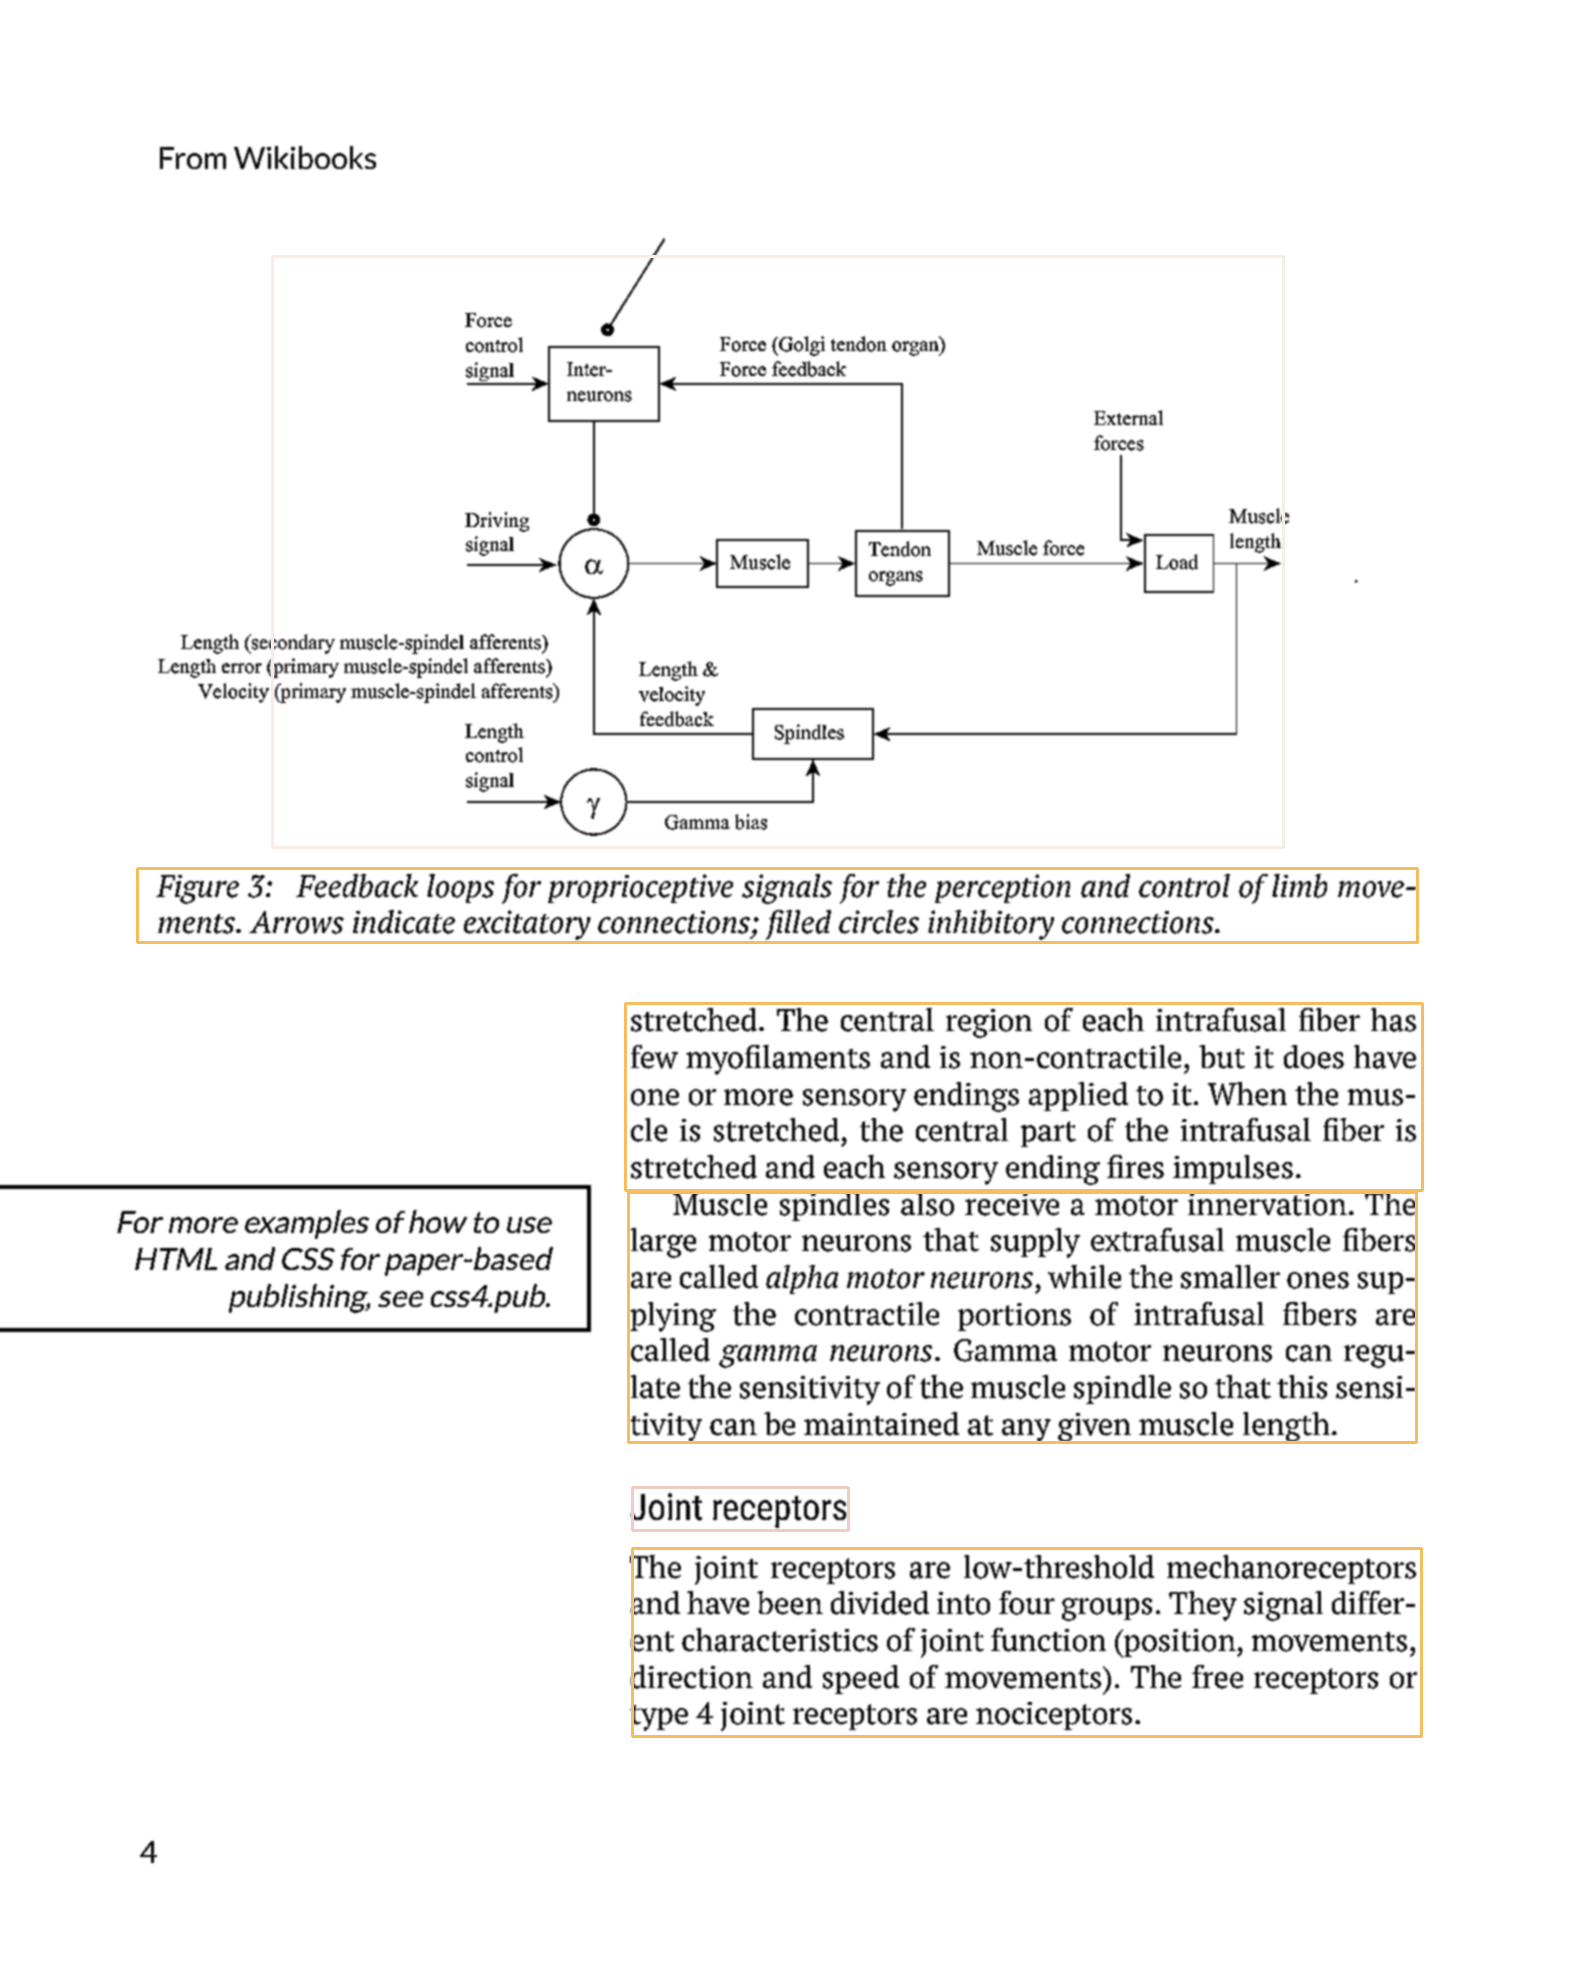 From Wikibooks
Force
control
signal
Inter-
neurons
Force (Golgi tendon organ)
Force feedback
External
forces
Driving
signal
α
Muscle
Tendon
organs
Muscle force
Load
Muscle
length
Length (secondary muscle-spindel afferents)
Length error (primary muscle-spindel afferents)
Velocity (primary muscle-spindel afferents)
Length &
velocity
feedback
Spindles
Length
control
signal
γ
Gamma bias
Figure 3: Feedback loops for proprioceptive signals for the perception and control of limb move-
ments. Arrows indicate excitatory connections; filled circles inhibitory connections.
stretched. The central region of each intrafusal fiber has
few myofilaments and is non-contractile, but it does have
one or more sensory endings applied to it. When the mus-
cle is stretched, the central part of the intrafusal fiber is
stretched and each sensory ending fires impulses.
Muscle spindles also receive a motor innervation. The
large motor neurons that supply extrafusal muscle fibers
are called alpha motor neurons, while the smaller ones sup-
plying the contractile portions of intrafusal fibers are
called gamma neurons. Gamma motor neurons can regu-
late the sensitivity of the muscle spindle so that this sensi-
tivity can be maintained at any given muscle length.
For more examples of how to use
HTML and CSS for paper-based
publishing, see css4.pub.
Joint receptors
The joint receptors are low-threshold mechanoreceptors
and have been divided into four groups. They signal differ-
ent characteristics of joint function (position, movements,
direction and speed of movements). The free receptors or
type 4 joint receptors are nociceptors.
4